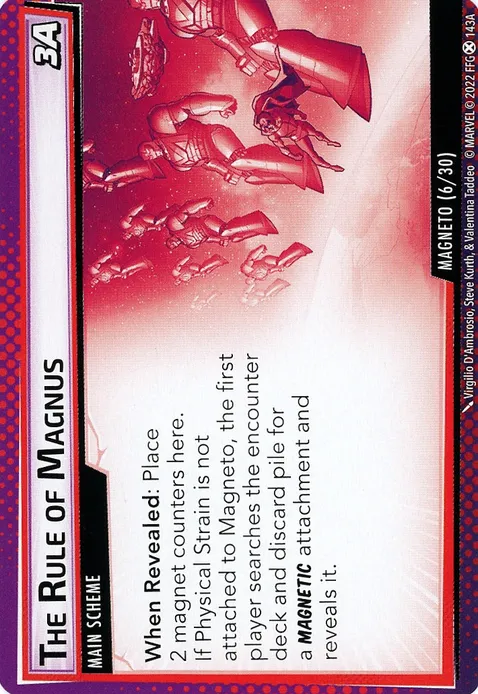 THE RULE OF MAGNUS
3A
MAIN SCHEME
When Revealed: Place
2 magnet counters here.
If Physical Strain is not
attached to Magneto, the first
player searches the encounter
deck and discard pile for
a MAGNETIC attachment and
reveals it.
MAGNETO (6/30)
Virgilio D'Ambrosio, Steve Kurth, & Valentina Taddeo © MARVEL © 2022 FFG 143A